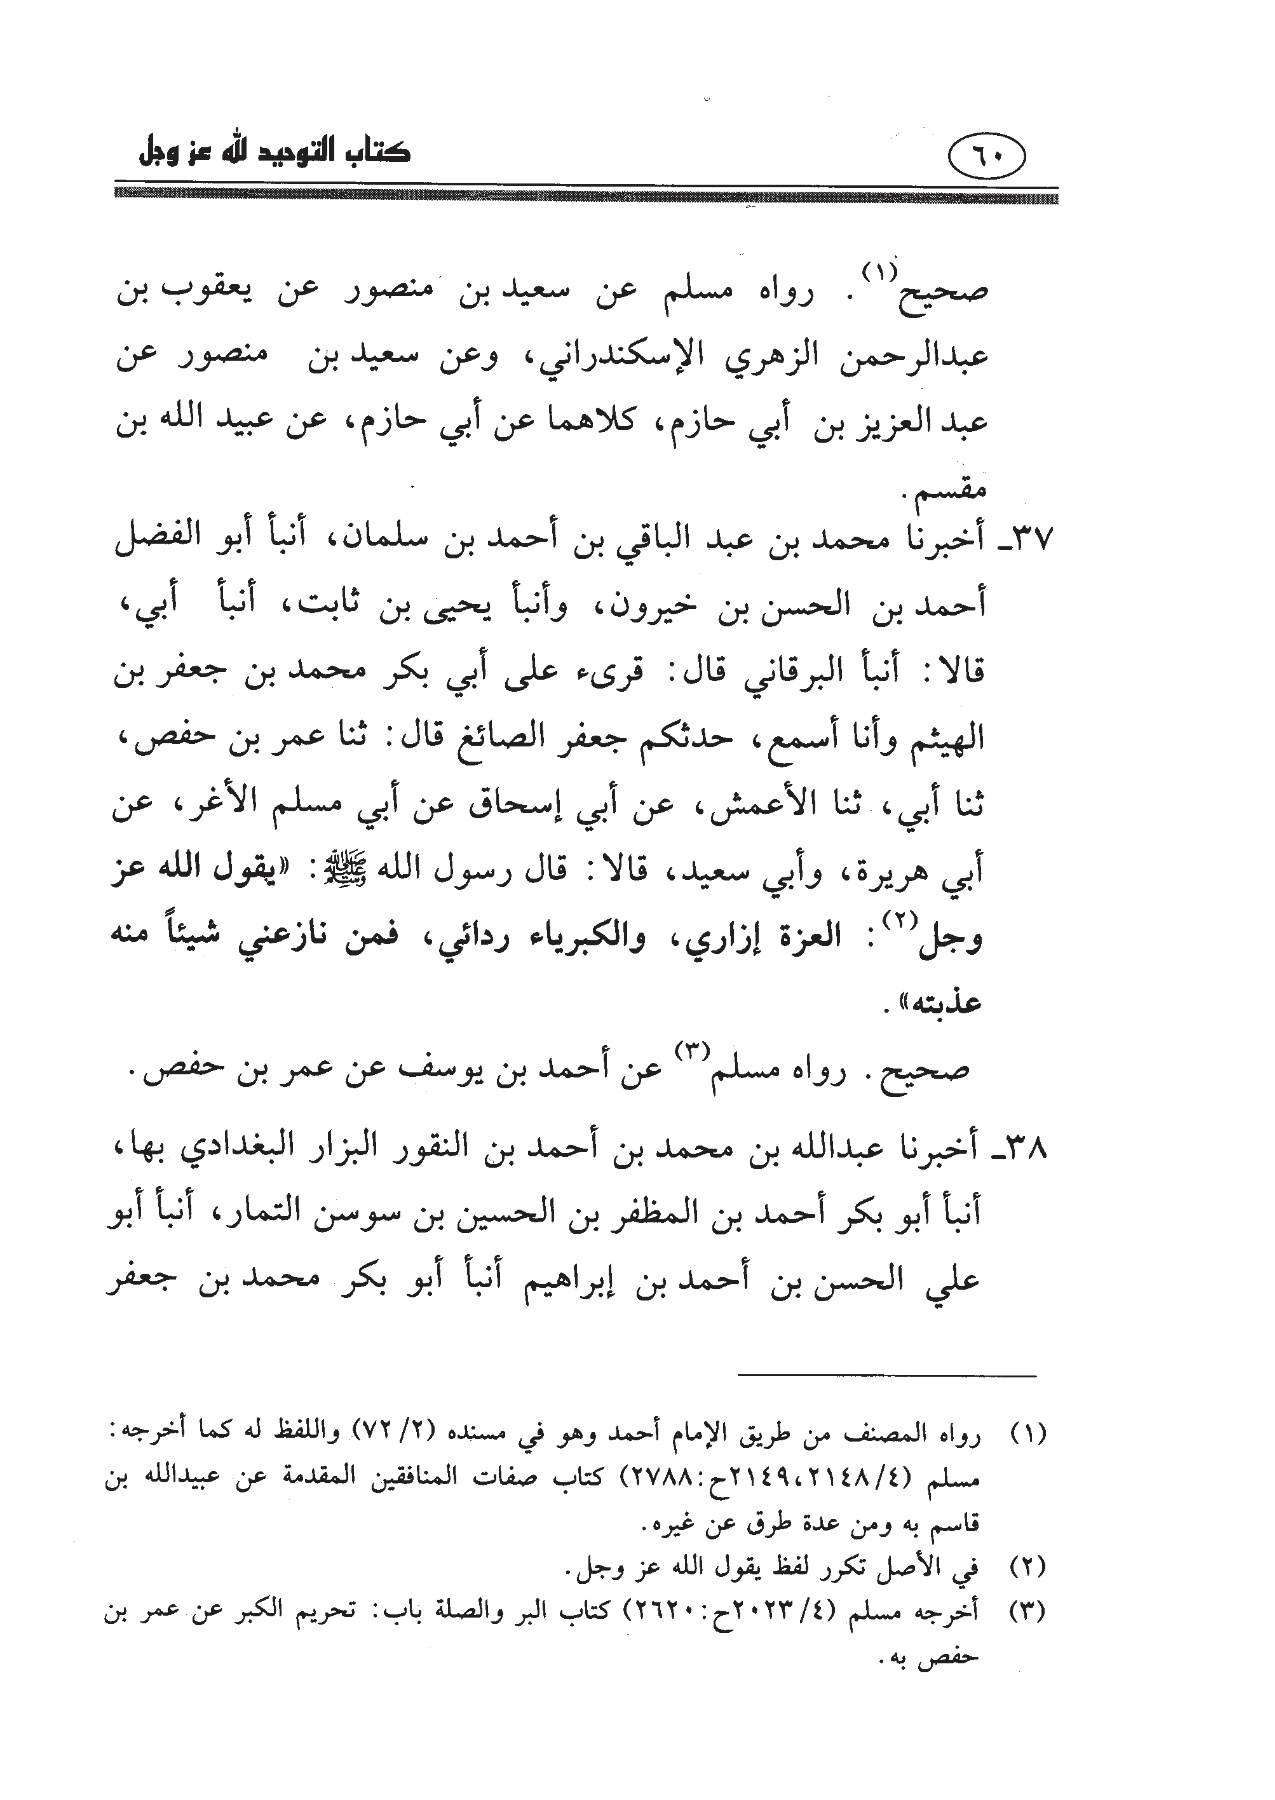 ٦٠
كتاب التوحيد لله عز وجل
صحيح(١). رواه مسلم عن سعيد بن منصور عن يعقوب بن
عبدالرحمن الزهري الإسكندراني، وعن سعيد بن منصور عن
عبد العزيز بن أبي حازم، كلاهما عن أبي حازم، عن عبيد الله بن
مقسم.
٣٧ـ أخبرنا محمد بن عبد الباقي بن أحمد بن سلمان، أنبأ أبو الفضل
أحمد بن الحسن بن خيرون، وأنبأ يحيى بن ثابت، أنبأ أبي،
قالا: أنبأ البرقاني قال: قرىء على أبي بكر محمد بن جعفر بن
الهيثم وأنا أسمع، حدثكم جعفر الصائغ قال: ثنا عمر بن حفص،
ثنا أبي، ثنا الأعمش، عن أبي إسحاق عن أبي مسلم الأغر، عن
أبي هريرة، وأبي سعيد، قالا: قال رسول الله ﷺ: «يقول الله عز
وجل(٢): العزة إزاري، والكبرياء ردائي، فمن نازعني شيئاً منه
عذبته».
صحيح. رواه مسلم(٣) عن أحمد بن يوسف عن عمر بن حفص.
٣٨ـ أخبرنا عبدالله بن محمد بن أحمد بن النقور البزار البغدادي بها،
أنبأ أبو بكر أحمد بن المظفر بن الحسين بن سوسن التمار، أنبأ أبو
علي الحسن بن أحمد بن إبراهيم أنبأ أبو بكر محمد بن جعفر
(١) رواه المصنف من طريق الإمام أحمد وهو في مسنده (٧٢/٢) واللفظ له كما أخرجه:
مسلم (٢١٤٨/٤، ٢١٤٩ح:٢٧٨٨) كتاب صفات المنافقين المقدمة عن عبيدالله بن
قاسم به ومن عدة طرق عن غيره.
(٢) في الأصل تكرر لفظ يقول الله عز وجل.
(٣) أخرجه مسلم (٢٠٢٣/٤ح:٢٦٢٠) كتاب البر والصلة باب: تحريم الكبر عن عمر بن
حفص به.